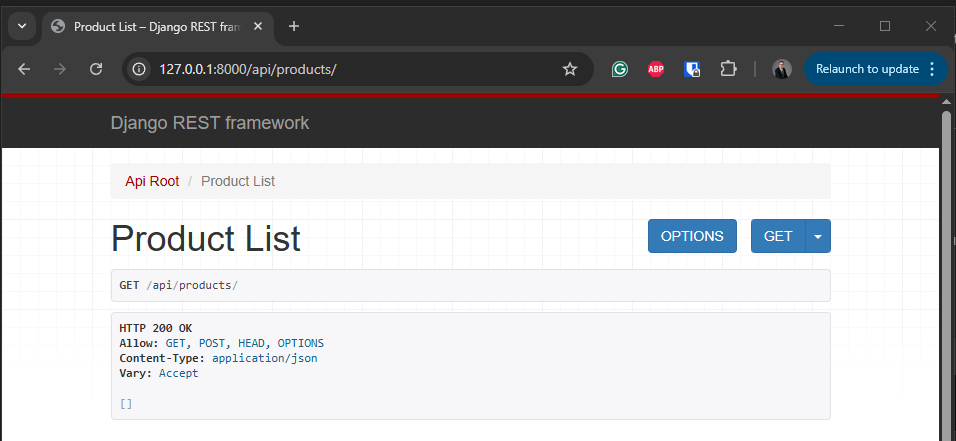 Product List – Django REST fran
127.0.0.1:8000/api/products/
ABP
Relaunch to update
Django REST framework
Api Root / Product List
Product List
OPTIONS
GET
GET /api/products/
HTTP 200 OK
Allow: GET, POST, HEAD, OPTIONS
Content-Type: application/json
Vary: Accept
[]